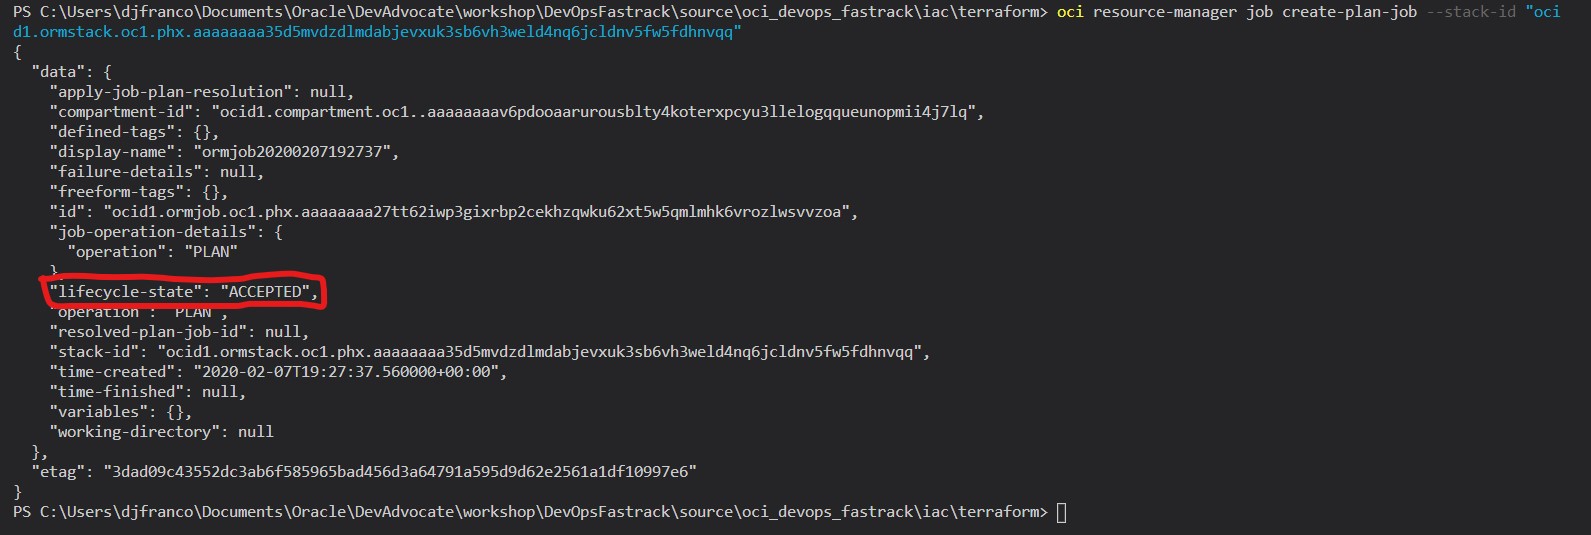 PS C:\Users\djfranco\Documents\Oracle\DevAdvocate\workshop\DevOpsFastrack\source\oci_devops_fastrack\iac\terraform> oci resource-manager job create-plan-job --stack-id "oci
d1.ormstack.oc1.phx.aaaaaaaa35d5mvdzdlmdabjevxuk3sb6vh3weld4nq6jcldnv5fw5fdhnvqq"
{
"data": {
"apply-job-plan-resolution": null,
"compartment-id": "ocid1.compartment.oc1..aaaaaaaav6pdooaarurousblty4koterxpcyu3llelogqqueunopmii4j7lq",
"defined-tags": {},
"display-name": "ormjob20200207192737",
"failure-details": null,
"freeform-tags": {},
"id": "ocid1.ormjob.oc1.phx.aaaaaaaa27tt62iwp3gixrbp2cekhzqwku62xt5w5qmlmhk6vrozlwsvvzoa",
"job-operation-details": {
"operation": "PLAN"
},
"lifecycle-state": "ACCEPTED",
"operation": "PLAN",
"resolved-plan-job-id": null,
"stack-id": "ocid1.ormstack.oc1.phx.aaaaaaaa35d5mvdzdlmdabjevxuk3sb6vh3weld4nq6jcldnv5fw5fdhnvqq",
"time-created": "2020-02-07T19:27:37.560000+00:00",
"time-finished": null,
"variables": {},
"working-directory": null
},
"etag": "3dad09c43552dc3ab6f585965bad456d3a64791a595d9d62e2561a1df10997e6"
}
PS C:\Users\djfranco\Documents\Oracle\DevAdvocate\workshop\DevOpsFastrack\source\oci_devops_fastrack\iac\terraform>